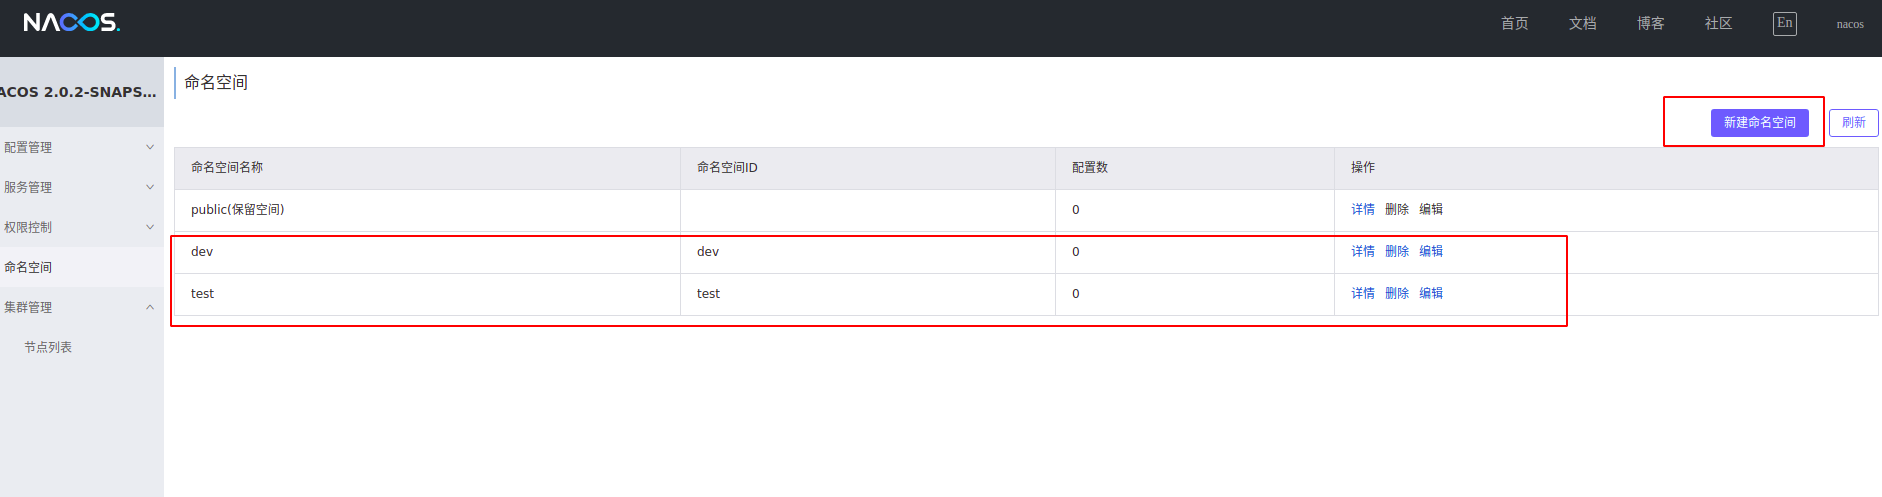 NACOS. 首页 文档 博客 社区 En nacos
ACOS 2.0.2-SNAPS...
配置管理
服务管理
权限控制
命名空间
集群管理
节点列表
命名空间
新建命名空间 刷新
命名空间名称 命名空间ID 配置数 操作
public(保留空间) 0 详情 删除 编辑
dev dev 0 详情 删除 编辑
test test 0 详情 删除 编辑